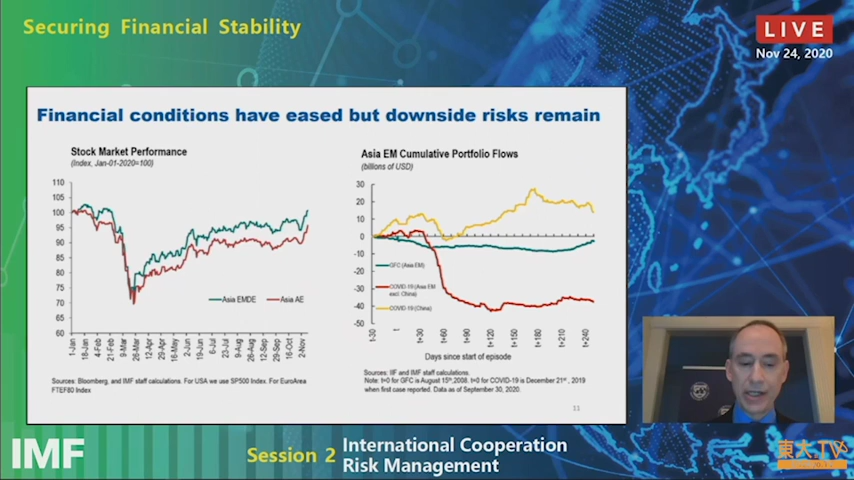 Securing Financial Stability
LIVE
Nov 24, 2020
Financial conditions have eased but downside risks remain
Stock Market Performance
(Index, Jan-01-2020=100)
110
105
100
95
90
85
80
75
70
65
60
Asia EMDE
Asia AE
1-Jan
18-Jan
4-Feb
21-Feb
9-Mar
26-Mar
12-Apr
29-Apr
16-May
2-Jun
19-Jun
6-Jul
23-Jul
9-Aug
26-Aug
12-Sep
29-Sep
16-Oct
2-Nov
Sources: Bloomberg, and IMF staff calculations. For USA we use SP500 Index. For EuroArea
FTEF80 Index
Asia EM Cumulative Portfolio Flows
(billions of USD)
30
20
10
0
-10
-20
-30
-40
-50
GFC (Asia EM)
COVID-19 (Asia EM
excl. China)
COVID-19 (China)
t-30
1
t+30
t+60
t+90
t+120
t+150
t+180
t+210
t+240
Days since start of episode
Sources: IIF and IMF staff calculations.
Note: t=0 for GFC is August 15th,2008. t=0 for COVID-19 is December 21st , 2019
when first case reported. Data as of September 30, 2020.
11
IMF
Session 2
International Cooperation
Risk Management
東大.TV